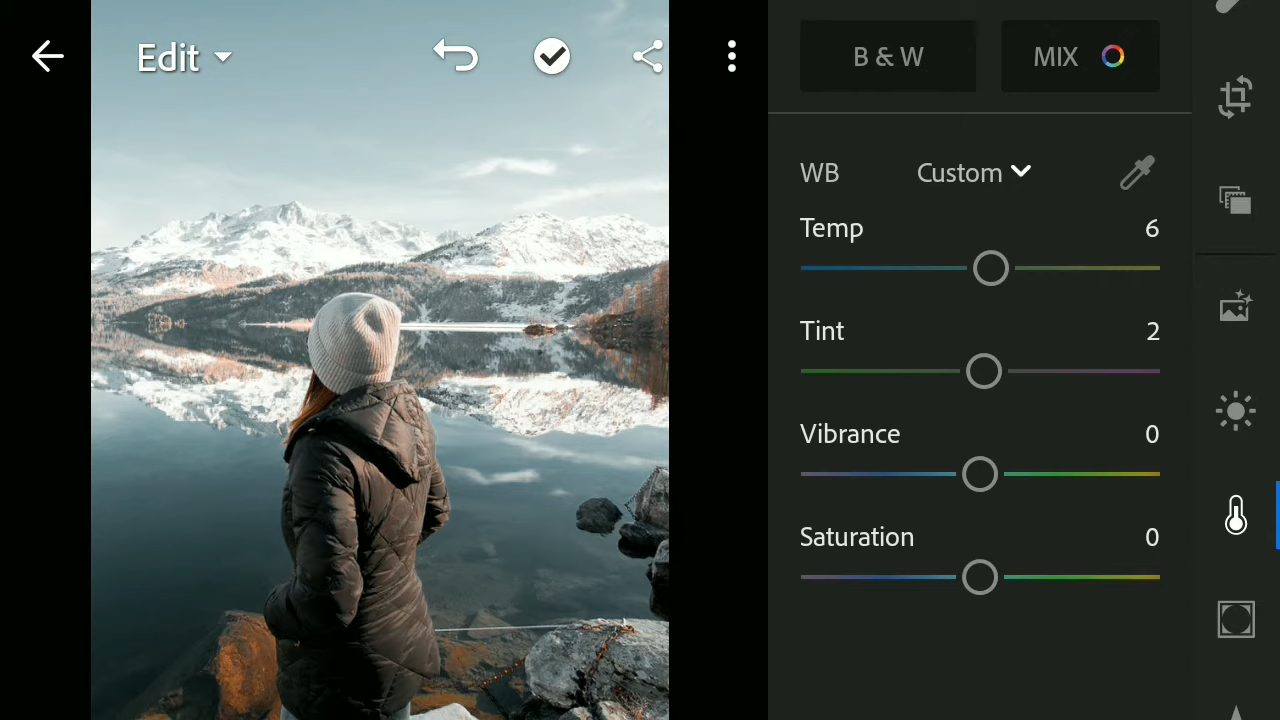 Edit
B & W
MIX
WB
Custom
Temp
6
Tint
2
Vibrance
0
Saturation
0